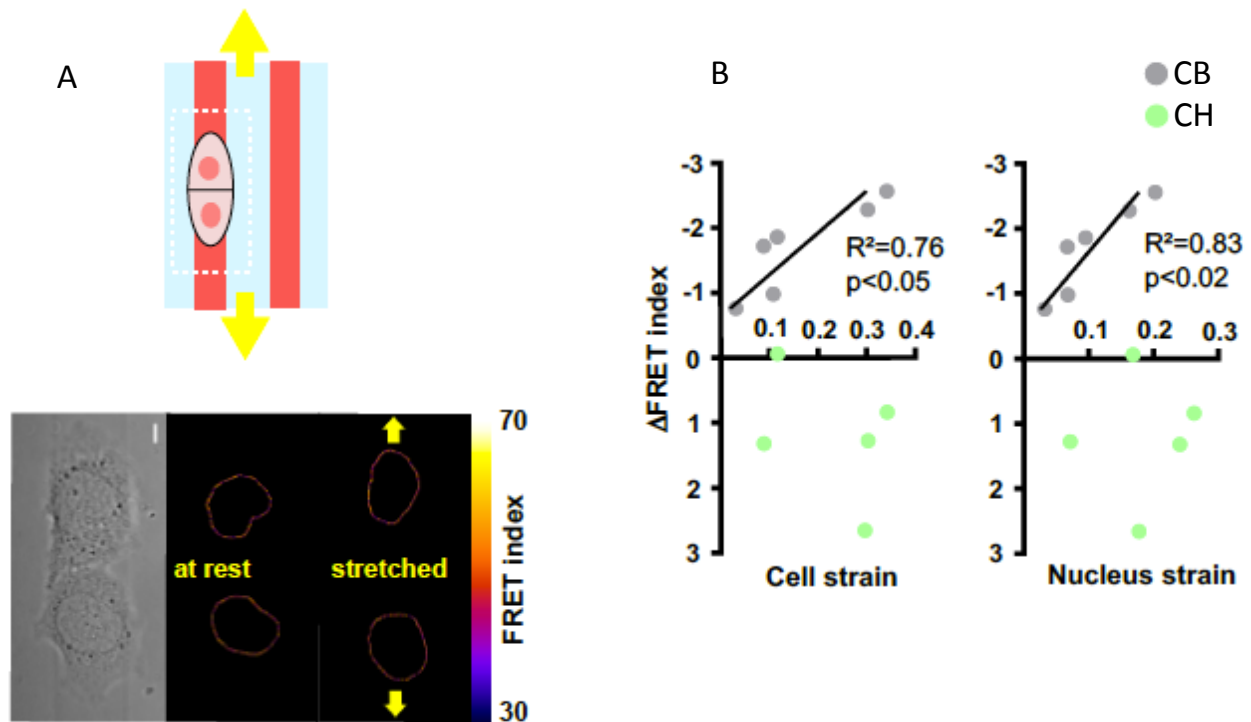 A
70
at rest
stretched
FRET index
30
B
CB
CH
-3
-2
-1
0
1
2
3
ΔFRET index
0.1 0.2 0.3 0.4
R²=0.76
p<0.05
Cell strain
-3
-2
-1
0
1
2
3
0.1 0.2 0.3
R²=0.83
p<0.02
Nucleus strain